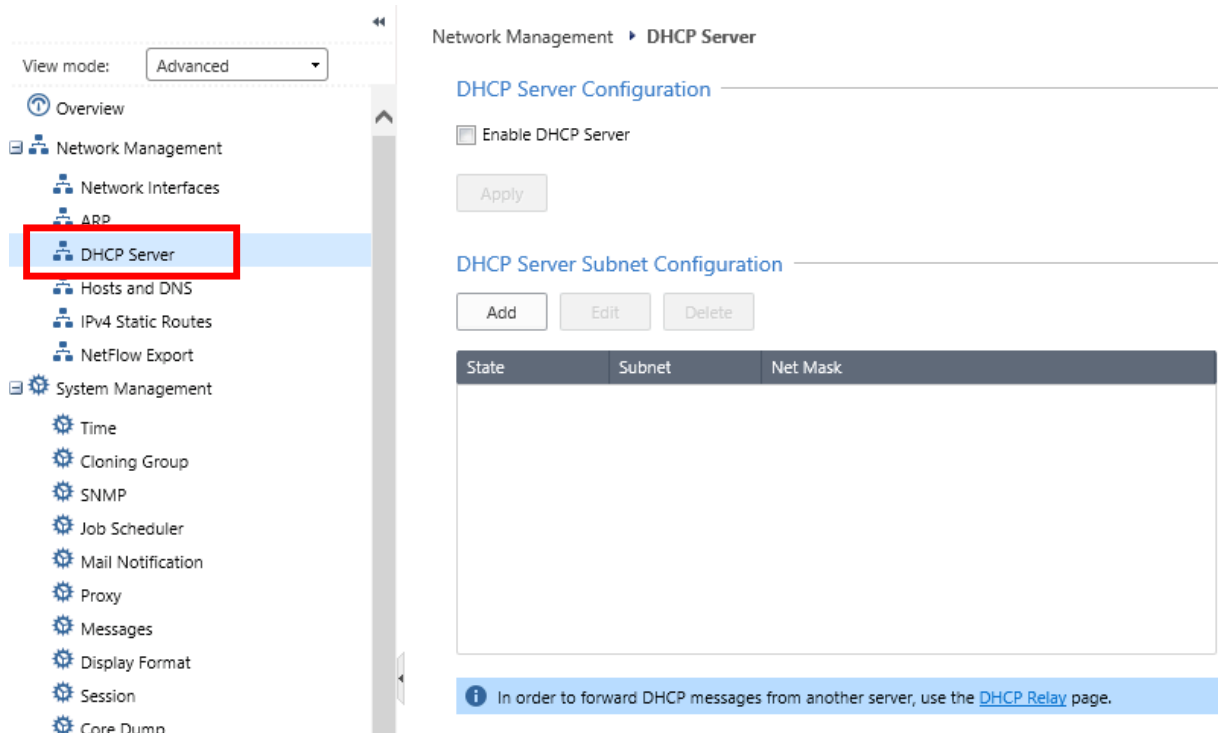 View mode: Advanced
Overview
Network Management
Network Interfaces
ARP
DHCP Server
Hosts and DNS
IPv4 Static Routes
NetFlow Export
System Management
Time
Cloning Group
SNMP
Job Scheduler
Mail Notification
Proxy
Messages
Display Format
Session
Core Dump
Network Management DHCP Server
DHCP Server Configuration
Enable DHCP Server
Apply
DHCP Server Subnet Configuration
Add Edit Delete
State Subnet Net Mask
In order to forward DHCP messages from another server, use the DHCP Relay page.